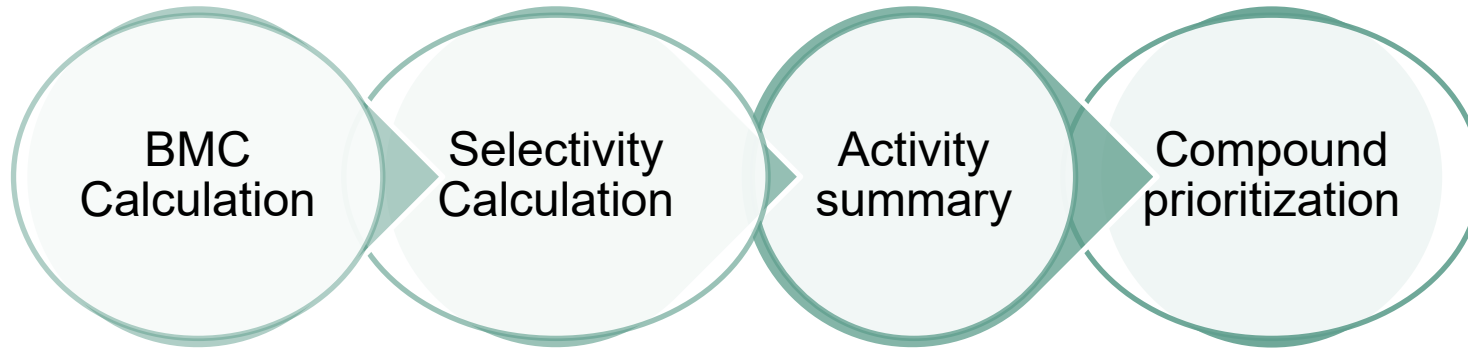 BMC
Calculation
Selectivity
Calculation
Activity
summary
Compound
prioritization